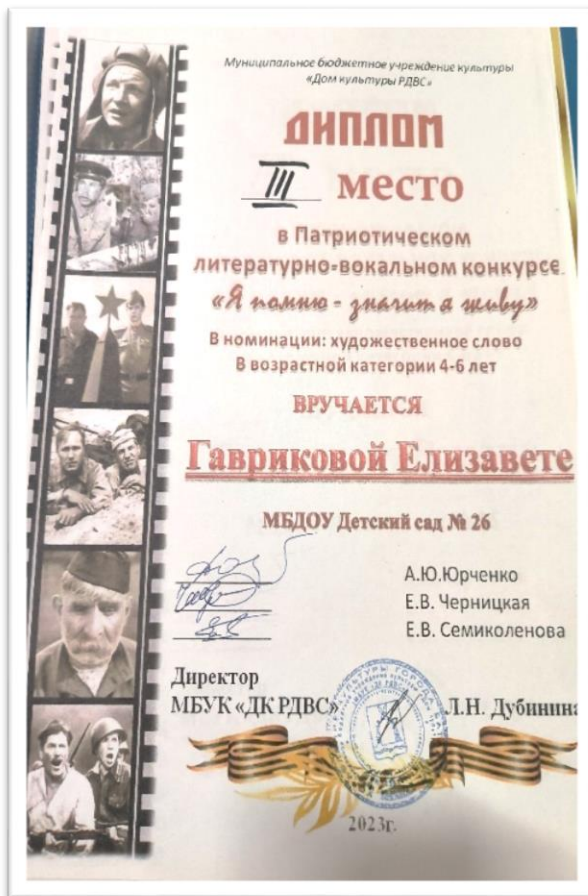 Муниципальное бюджетное учреждение культуры
«Дом культуры РДВС»
ДИПЛОМ
III место
в Патриотическом
литературно-вокальном конкурсе
«Я помню - значит я живу»
В номинации: художественное слово
В возрастной категории 4-6 лет
ВРУЧАЕТСЯ
Гавриковой Елизавете
МБДОУ Детский сад № 26
А.Ю.Юрченко
Е.В. Черницкая
Е.В. Семиколенова
Директор
МБУК «ДК РДВС» Л.Н. Дубинина
2023г.